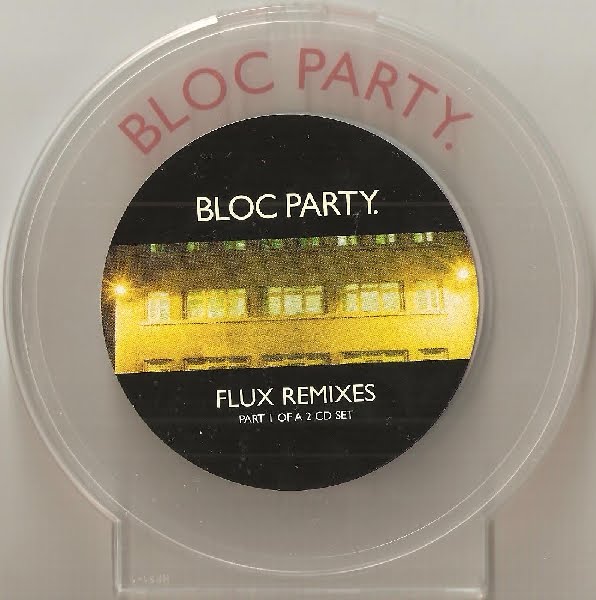 BLOC PARTY.
BLOC PARTY.
FLUX REMIXES
PART 1 OF A 2 CD SET